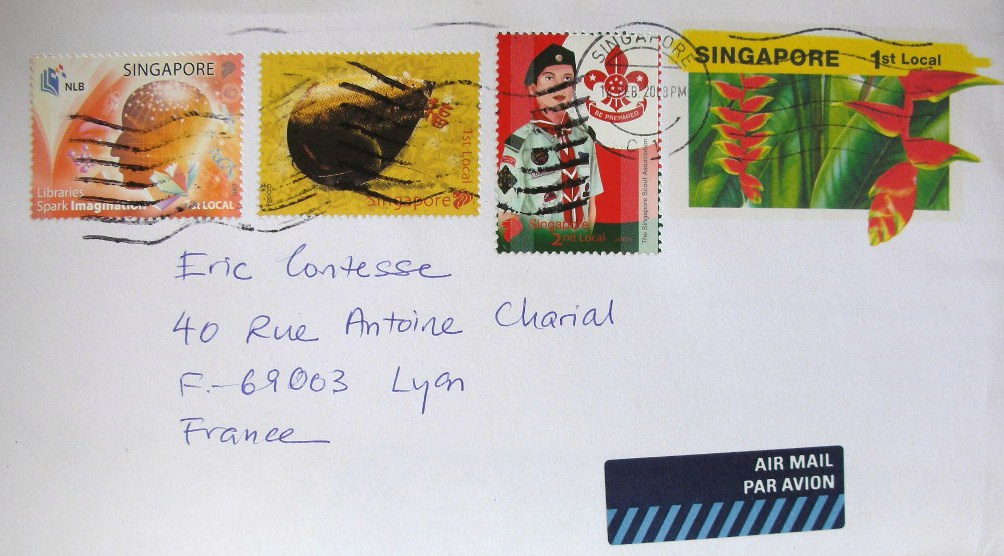 NLB
SINGAPORE
Libraries
Spark Imagination
1ST LOCAL
1st Local
Singapore
BE PREPARED
The Singapore Scout Association
Singapore
2nd Local
SINGAPORE
SINGAPORE 1st Local
Eric Contesse
40 Rue Antoine Charial
F.-69003 Lyon
France
AIR MAIL
PAR AVION